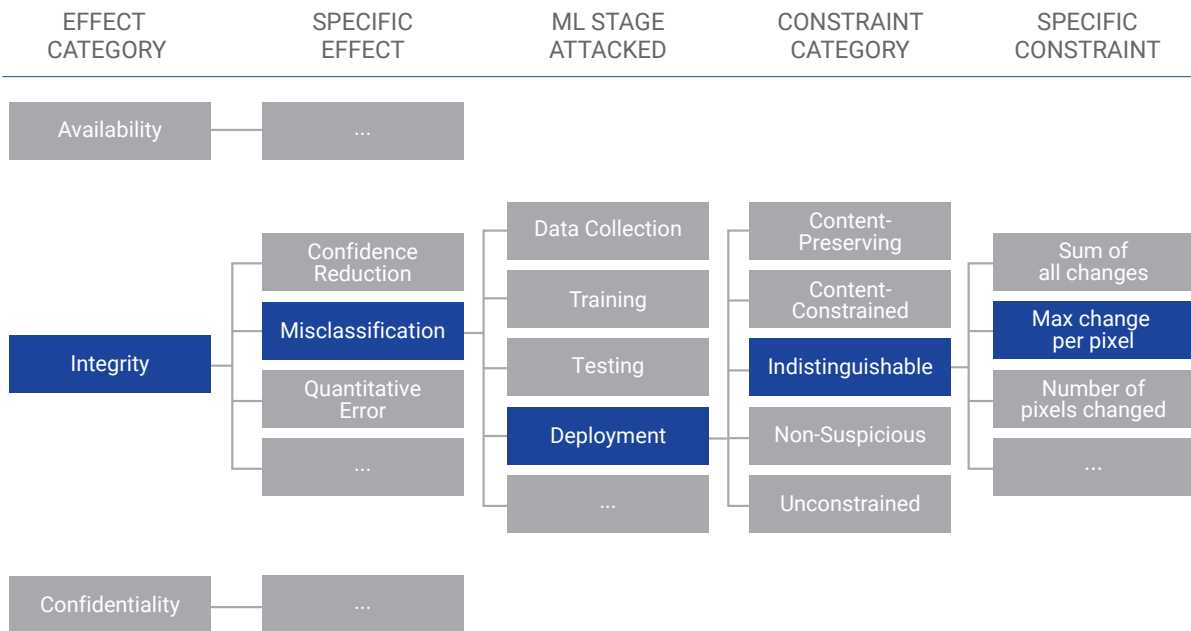 EFFECT
CATEGORY
SPECIFIC
EFFECT
ML STAGE
ATTACKED
CONSTRAINT
CATEGORY
SPECIFIC
CONSTRAINT
Availability
...
Integrity
Confidence
Reduction
Misclassification
Quantitative
Error
...
Data Collection
Training
Testing
Deployment
...
Content-
Preserving
Content-
Constrained
Indistinguishable
Non-Suspicious
Unconstrained
Sum of
all changes
Max change
per pixel
Number of
pixels changed
...
Confidentiality
...